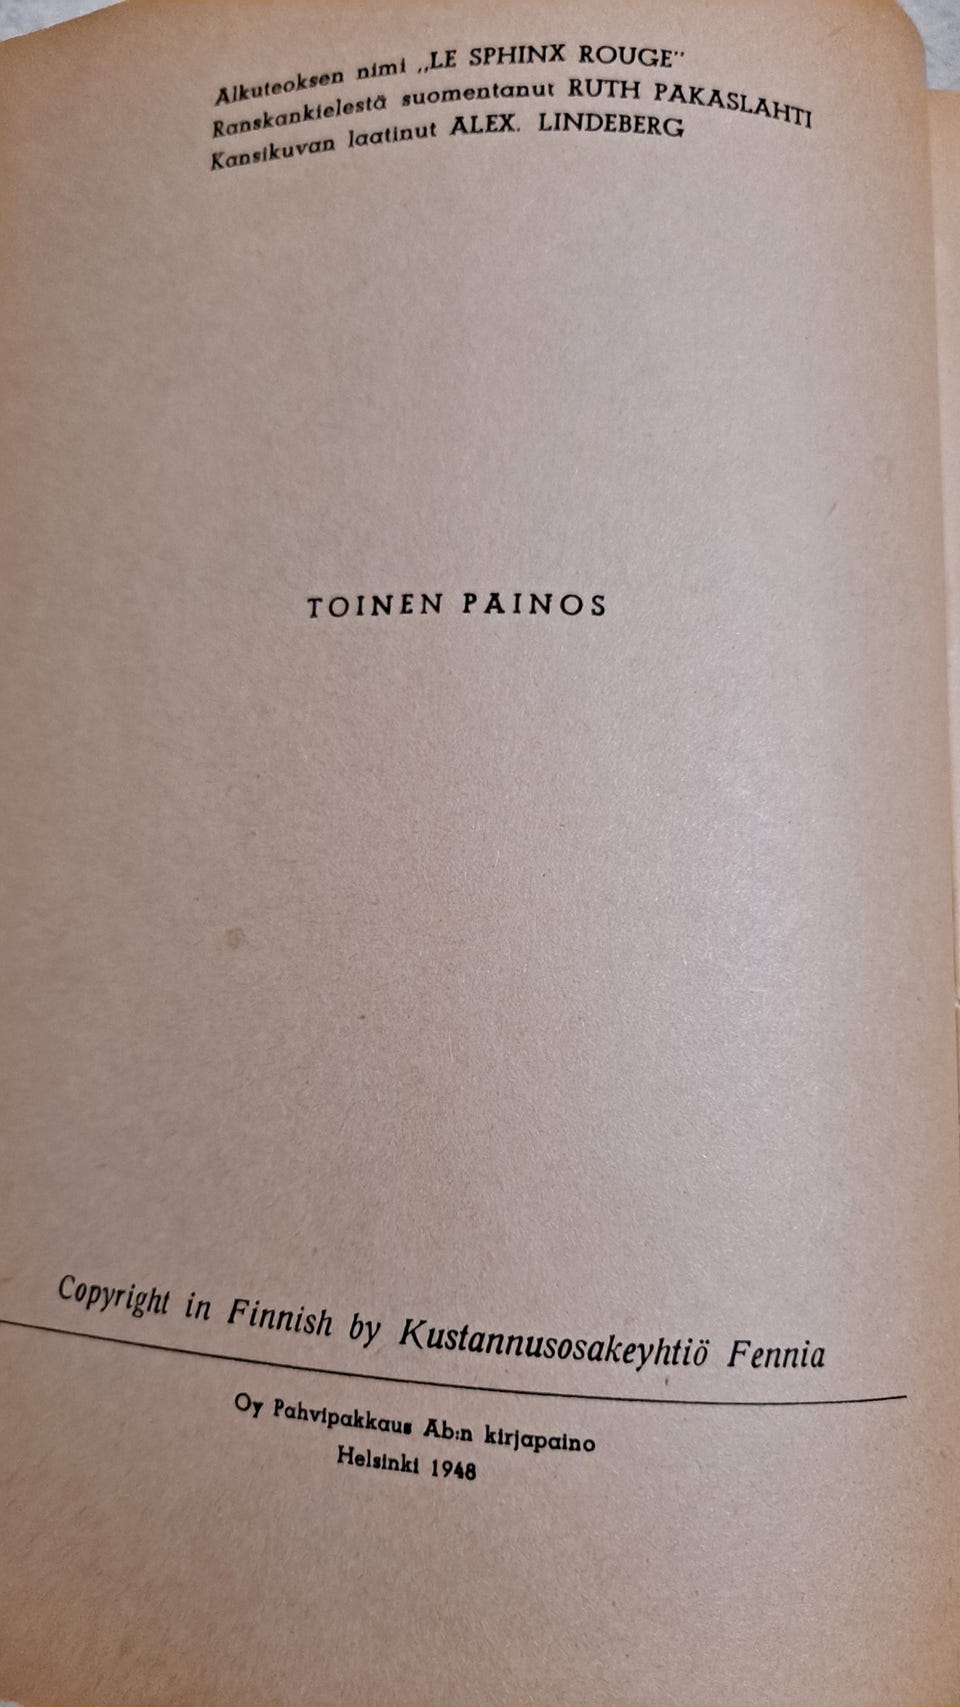 Alkuteoksen nimi „LE SPHINX ROUGE”
Ranskankielestä suomentanut RUTH PAKASLAHTI
Kansikuvan laatinut ALEX. LINDEBERG
TOINEN PAINOS
Copyright in Finnish by Kustannusosakeyhtiö Fennia
Oy Pahvipakkaus Ab:n kirjapaino
Helsinki 1948